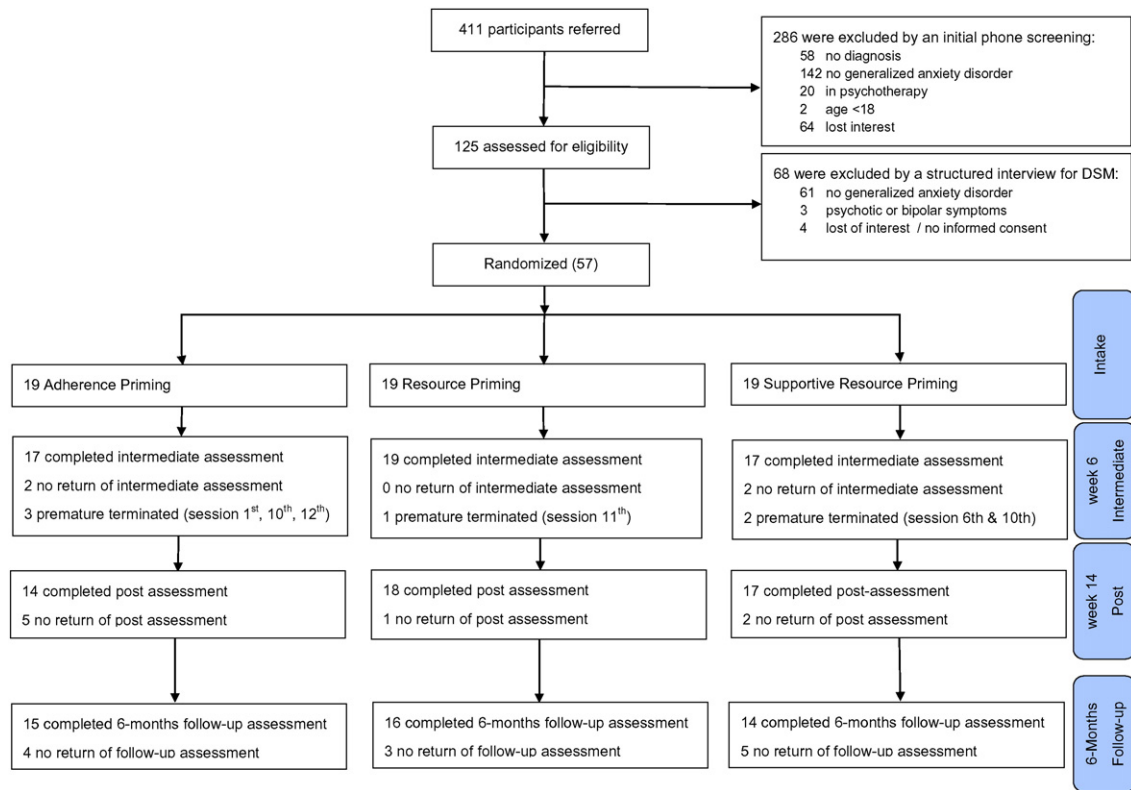 411 participants referred
286 were excluded by an initial phone screening:
58 no diagnosis
142 no generalized anxiety disorder
20 in psychotherapy
2 age <18
64 lost interest
125 assessed for eligibility
68 were excluded by a structured interview for DSM:
61 no generalized anxiety disorder
3 psychotic or bipolar symptoms
4 lost of interest / no informed consent
Randomized (57)
Intake
19 Adherence Priming
19 Resource Priming
19 Supportive Resource Priming
week 6
Intermediate
17 completed intermediate assessment
2 no return of intermediate assessment
3 premature terminated (session 1st, 10th, 12th)
19 completed intermediate assessment
0 no return of intermediate assessment
1 premature terminated (session 11th)
17 completed intermediate assessment
2 no return of intermediate assessment
2 premature terminated (session 6th & 10th)
week 14
Post
14 completed post assessment
5 no return of post assessment
18 completed post assessment
1 no return of post assessment
17 completed post-assessment
2 no return of post assessment
6-Months
Follow-up
15 completed 6-months follow-up assessment
4 no return of follow-up assessment
16 completed 6-months follow-up assessment
3 no return of follow-up assessment
14 completed 6-months follow-up assessment
5 no return of follow-up assessment